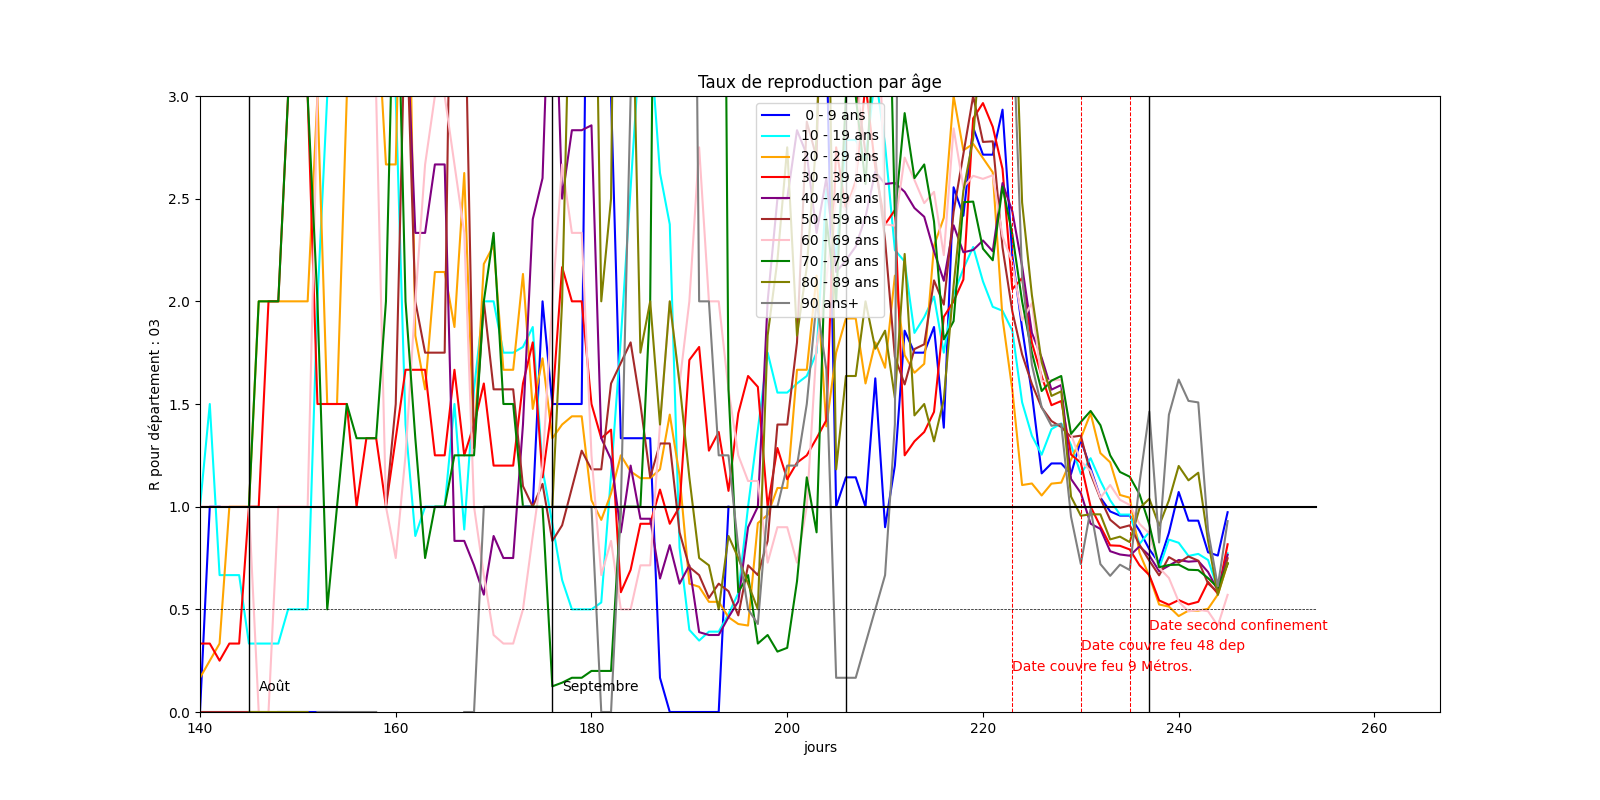 Taux de reproduction par âge
R pour département : 03
3.0
2.5
2.0
1.5
1.0
0.5
0.0
0 - 9 ans
10 - 19 ans
20 - 29 ans
30 - 39 ans
40 - 49 ans
50 - 59 ans
60 - 69 ans
70 - 79 ans
80 - 89 ans
90 ans+
Date second confinement
Date couvre feu 48 dep
Date couvre feu 9 Métros.
Août
Septembre
140
160
180
200
220
240
260
jours